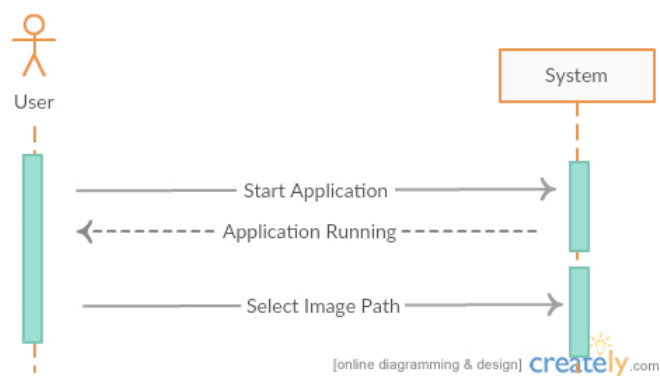 System
User
Start Application
Application Running
Select Image Path
[online diagramming & design] creately.com